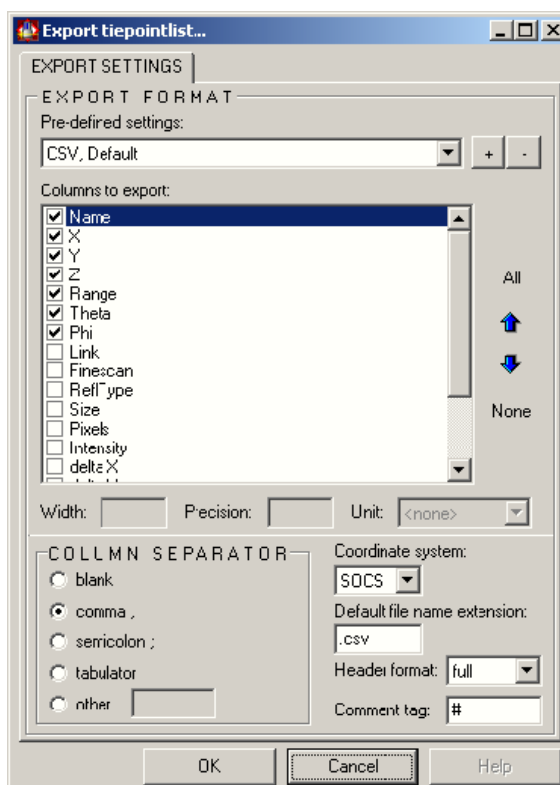 Export tiepointlist...
EXPORT SETTINGS
EXPORT FORMAT
Pre-defined settings:
CSV, Default
+ -
Columns to export:
Name
X
Y
Z
Range
Theta
Phi
Link
Finescan
ReflType
Size
Pixels
Intensity
delta X
All
None
Width: Precision: Unit: <none>
COLUMN SEPARATOR
blank
comma ,
semicolon ;
tabulator
other
Coordinate system:
SOCS
Default file name extension:
.csv
Header format: full
Comment tag: #
OK Cancel Help